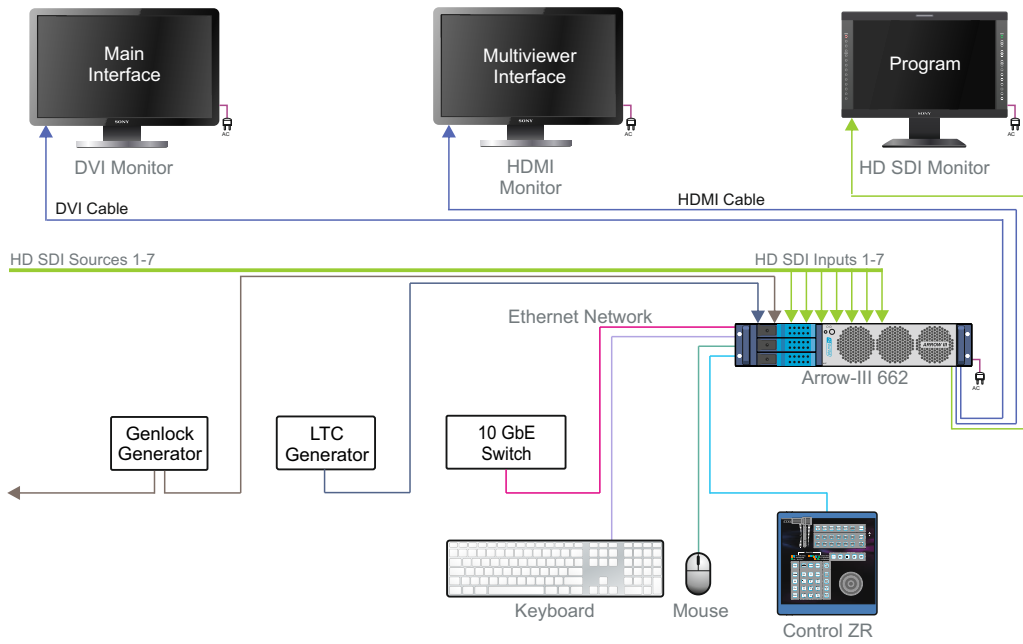 Main
Interface
SONY
AC
DVI Monitor
Multiviewer
Interface
SONY
AC
HDMI
Monitor
Program
SONY
AC
HD SDI Monitor
DVI Cable
HDMI Cable
HD SDI Sources 1-7
HD SDI Inputs 1-7
Ethernet Network
ARROW III
Arrow-III 662
AC
Genlock
Generator
LTC
Generator
10 GbE
Switch
Keyboard
Mouse
Control ZR